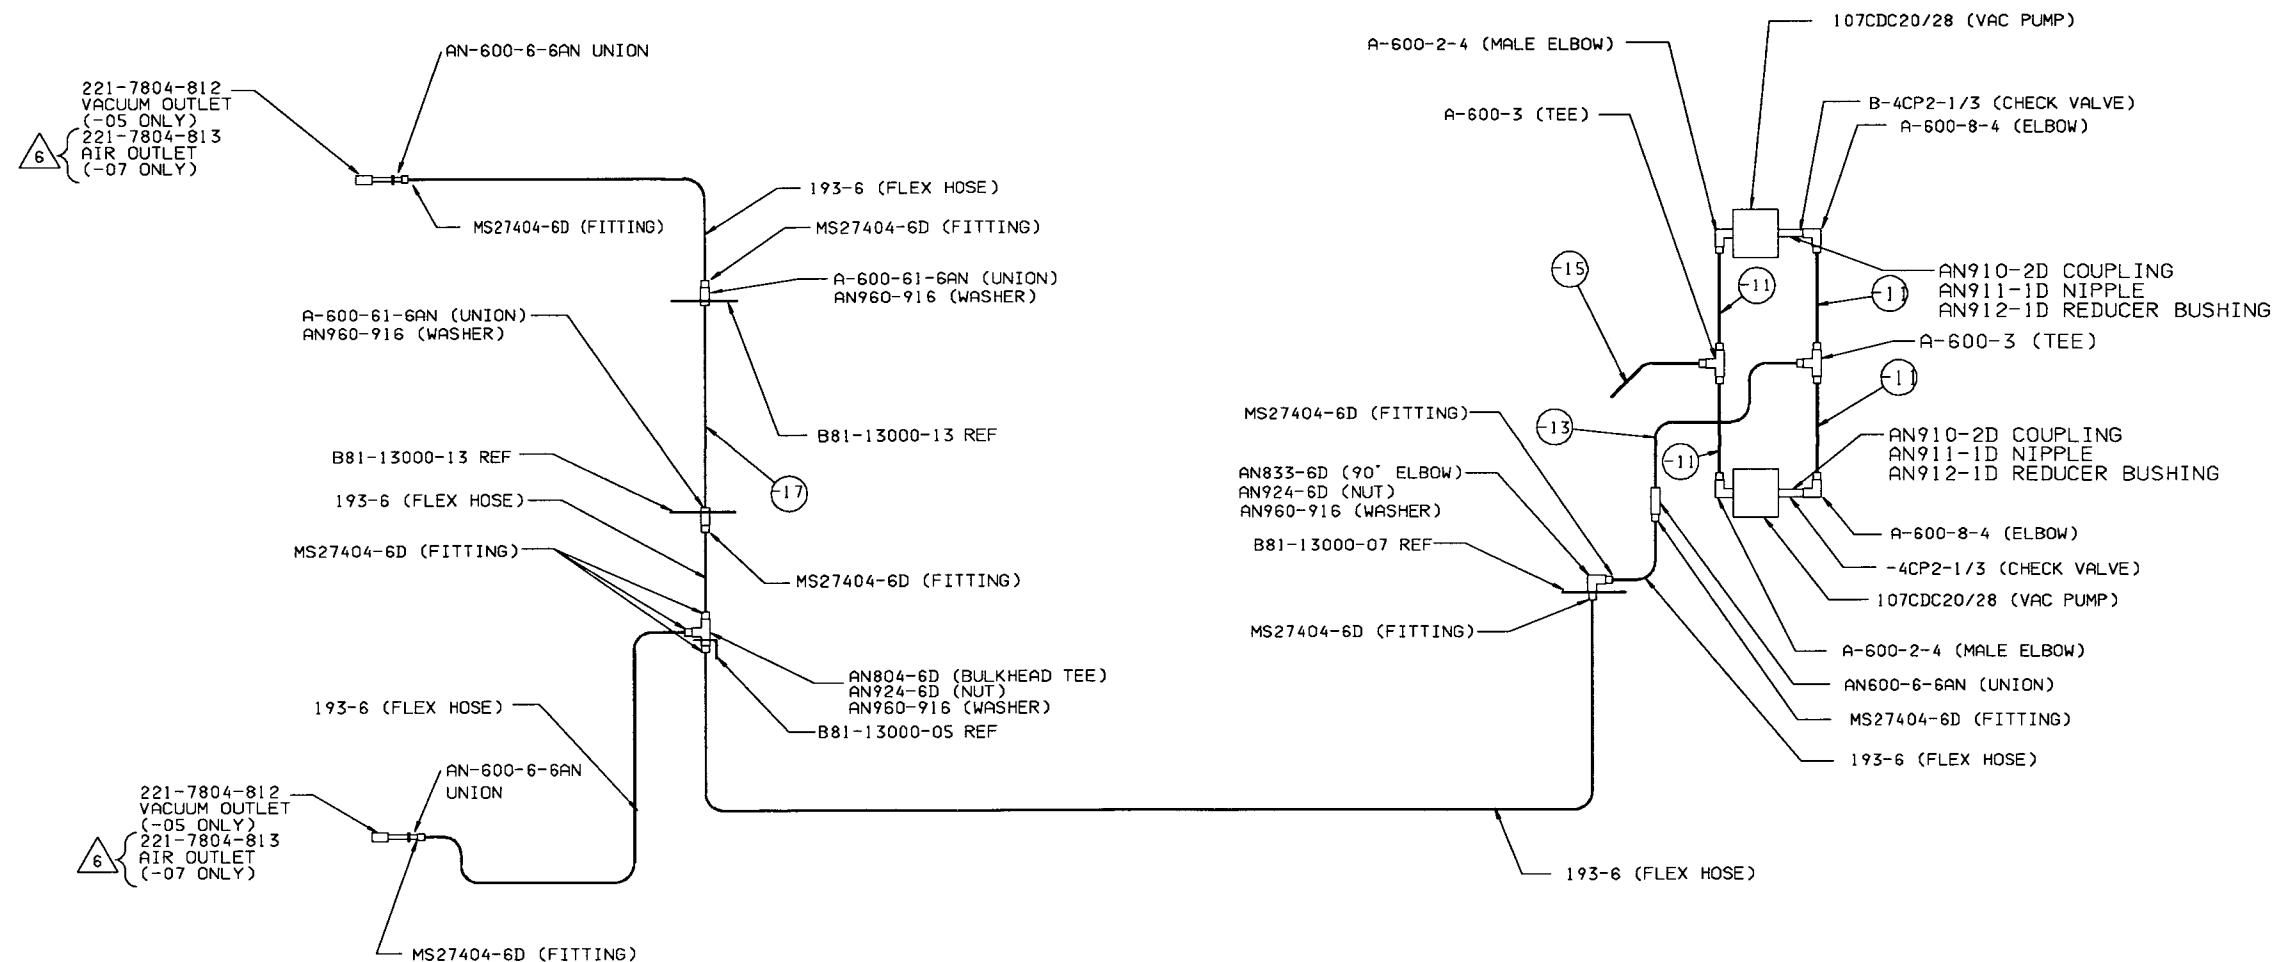 AN-600-6-6AN UNION
221-7804-812
VACUUM OUTLET
(-05 ONLY)
6
221-7804-813
AIR OUTLET
(-07 ONLY)
MS27404-6D (FITTING)
193-6 (FLEX HOSE)
MS27404-6D (FITTING)
A-600-61-6AN (UNION)
AN960-916 (WASHER)
A-600-61-6AN (UNION)
AN960-916 (WASHER)
B81-13000-13 REF
B81-13000-13 REF
-17
193-6 (FLEX HOSE)
MS27404-6D (FITTING)
MS27404-6D (FITTING)
AN804-6D (BULKHEAD TEE)
AN924-6D (NUT)
AN960-916 (WASHER)
B81-13000-05 REF
193-6 (FLEX HOSE)
AN-600-6-6AN
UNION
221-7804-812
VACUUM OUTLET
(-05 ONLY)
6
221-7804-813
AIR OUTLET
(-07 ONLY)
MS27404-6D (FITTING)
107CDC20/28 (VAC PUMP)
A-600-2-4 (MALE ELBOW)
B-4CP2-1/3 (CHECK VALVE)
A-600-3 (TEE)
A-600-8-4 (ELBOW)
-15
-11
-11
AN910-2D COUPLING
AN911-1D NIPPLE
AN912-1D REDUCER BUSHING
A-600-3 (TEE)
-11
MS27404-6D (FITTING)
-13
-11
AN910-2D COUPLING
AN911-1D NIPPLE
AN912-1D REDUCER BUSHING
AN833-6D (90° ELBOW)
AN924-6D (NUT)
AN960-916 (WASHER)
B81-13000-07 REF
A-600-8-4 (ELBOW)
-4CP2-1/3 (CHECK VALVE)
107CDC20/28 (VAC PUMP)
MS27404-6D (FITTING)
A-600-2-4 (MALE ELBOW)
AN600-6-6AN (UNION)
MS27404-6D (FITTING)
193-6 (FLEX HOSE)
193-6 (FLEX HOSE)